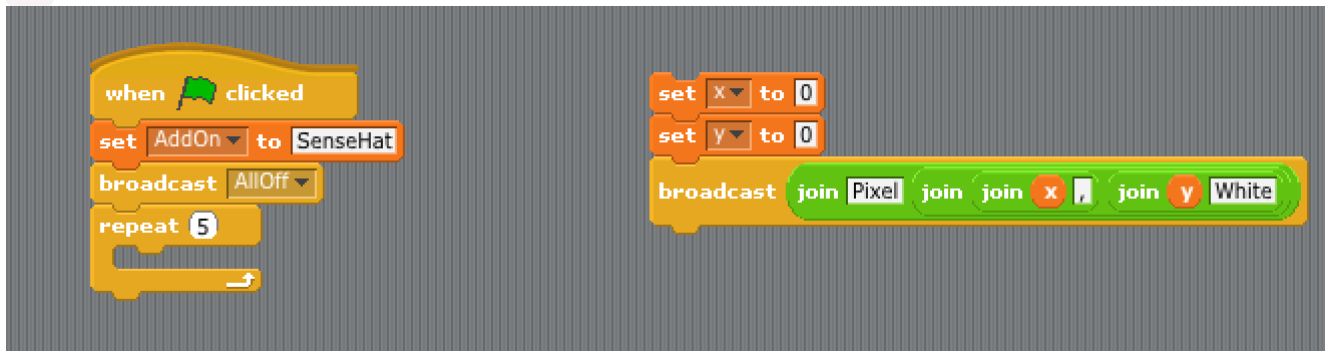 when clicked
set AddOn to SenseHat
broadcast AllOff
repeat 5
set x to 0
set y to 0
broadcast join Pixel join join x , join y White